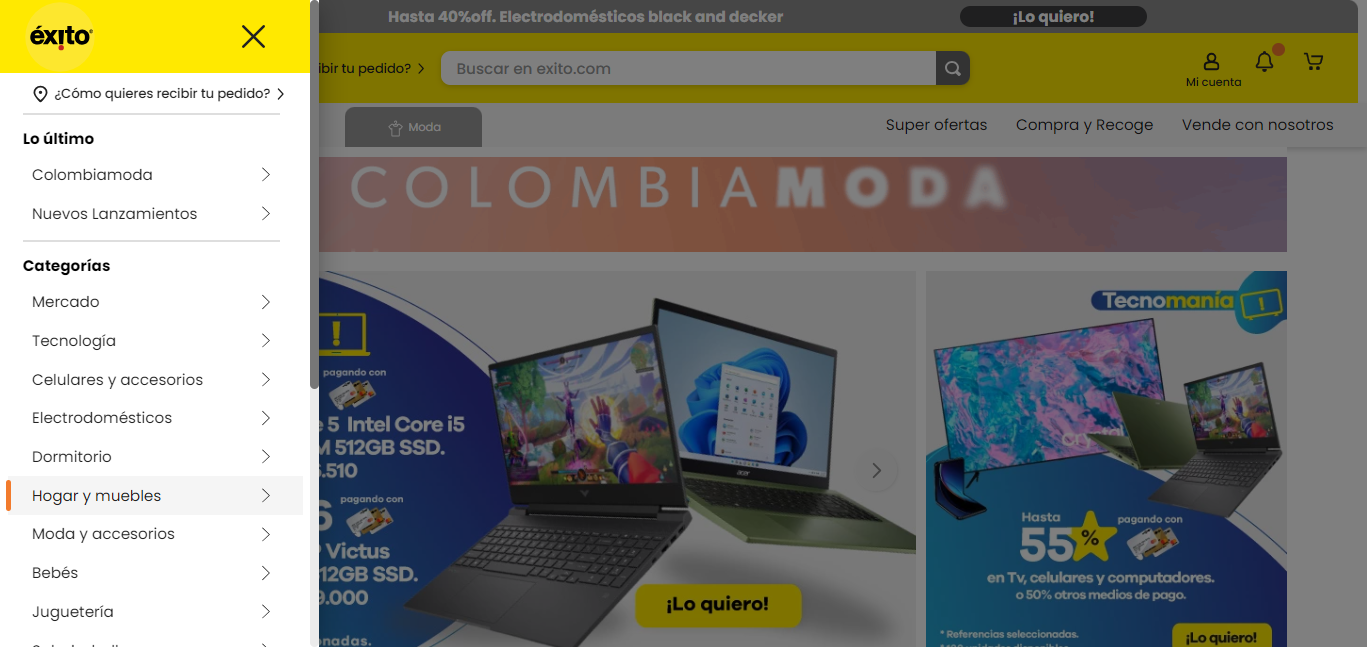 éxito
¿Cómo quieres recibir tu pedido?
Lo último
Colombiamoda
Nuevos Lanzamientos
Categorías
Mercado
Tecnología
Celulares y accesorios
Electrodomésticos
Dormitorio
Hogar y muebles
Moda y accesorios
Bebés
Juguetería
Hasta 40%off. Electrodomésticos black and decker
¡Lo quiero!
ibir tu pedido?
Buscar en exito.com
Mi cuenta
Moda
Super ofertas
Compra y Recoge
Vende con nosotros
COLOMBIAMODA
pagando con
e 5 Intel Core i5
M 512GB SSD.
5.510
pagando con
Victus
12GB SSD.
9.000
onadas.
acer
¡Lo quiero!
Tecnomanía
Hasta
55%
pagando con
en Tv, celulares y computadores.
o 50% otros medios de pago.
* Referencias seleccionadas.
¡Lo quiero!